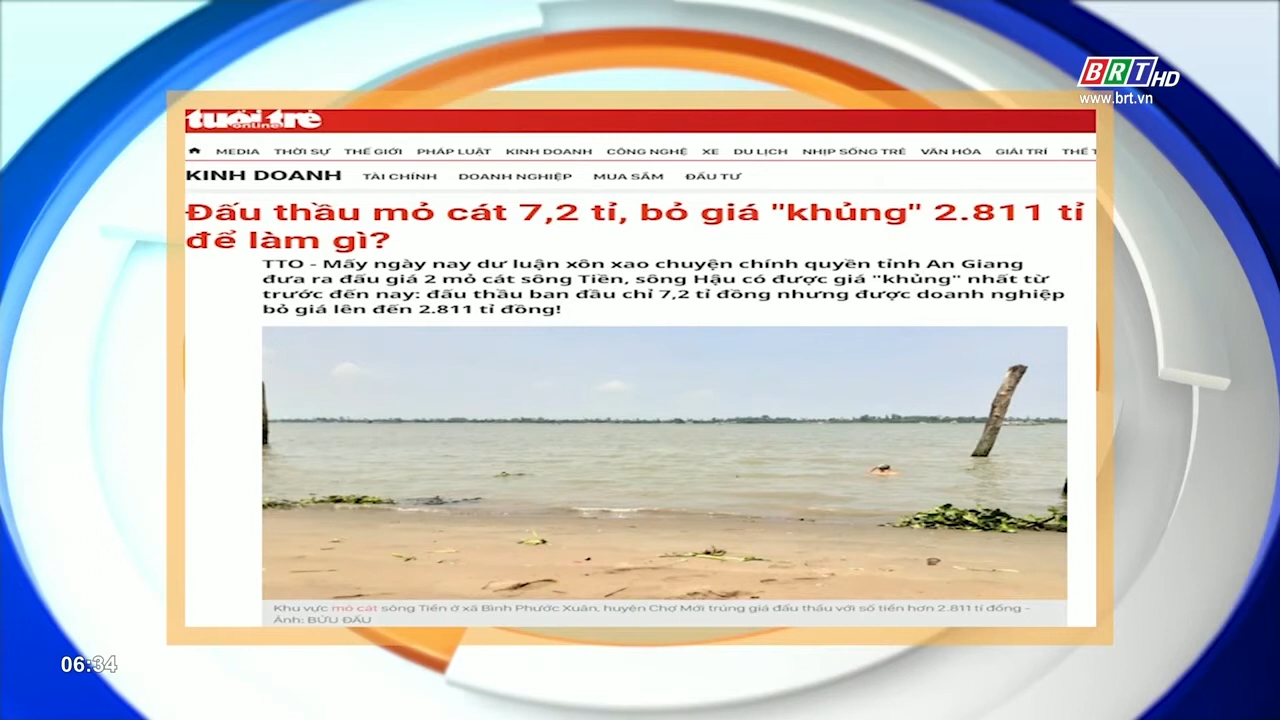 BRT HD
www.brt.vn
tuổi trẻ
online
MEDIA THỜI SỰ THẾ GIỚI PHÁP LUẬT KINH DOANH CÔNG NGHỆ XE DU LỊCH NHỊP SỐNG TRẺ VĂN HÓA GIẢI TRÍ THỂ T
KINH DOANH TÀI CHÍNH DOANH NGHIỆP MUA SẮM ĐẦU TƯ
Đấu thầu mỏ cát 7,2 tỉ, bỏ giá "khủng" 2.811 tỉ
để làm gì?
TTO - Mấy ngày nay dư luận xôn xao chuyện chính quyền tỉnh An Giang
đưa ra đấu giá 2 mỏ cát sông Tiền, sông Hậu có được giá "khủng" nhất từ
trước đến nay: đấu thầu ban đầu chỉ 7,2 tỉ đồng nhưng được doanh nghiệp
bỏ giá lên đến 2.811 tỉ đồng!
Khu vực mỏ cát sông Tiền ở xã Bình Phước Xuân, huyện Chợ Mới trúng giá đấu thầu với số tiền hơn 2.811 tỉ đồng -
Ảnh: BỬU ĐẤU
06:34